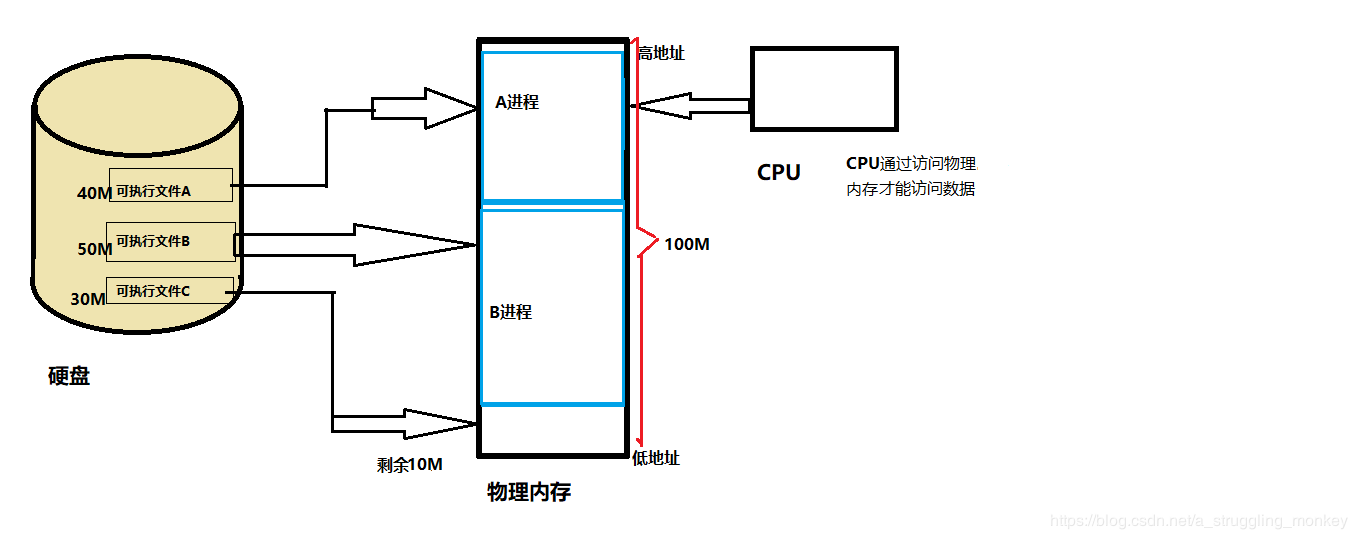 高地址
A进程
CPU
CPU通过访问物理
内存才能访问数据
40M
可执行文件A
50M
可执行文件B
100M
30M
可执行文件C
B进程
硬盘
剩余10M
低地址
物理内存
https://blog.csdn.net/a_struggling_monkey